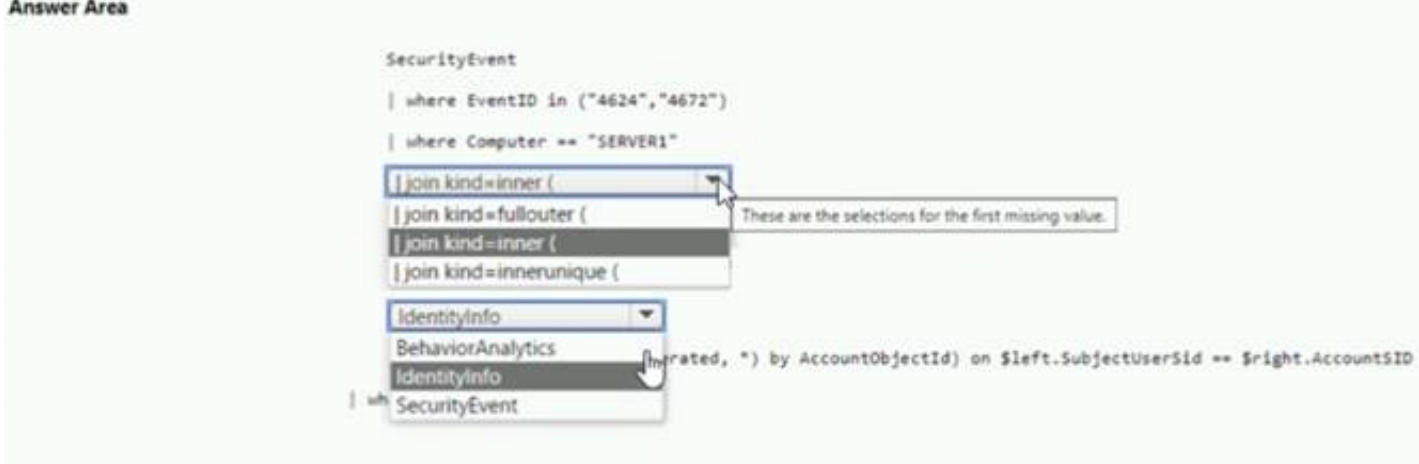 Answer Area
SecurityEvent
| where EventID in ("4624","4672")
| where Computer == "SERVER1"
| join kind=inner (
| join kind=fullouter (
These are the selections for the first missing value.
| join kind=inner (
| join kind=innerunique (
IdentityInfo
BehaviorAnalytics
erated, *) by AccountObjectId) on $left.SubjectUserSid == $right.AccountSID
IdentityInfo
| wh
SecurityEvent